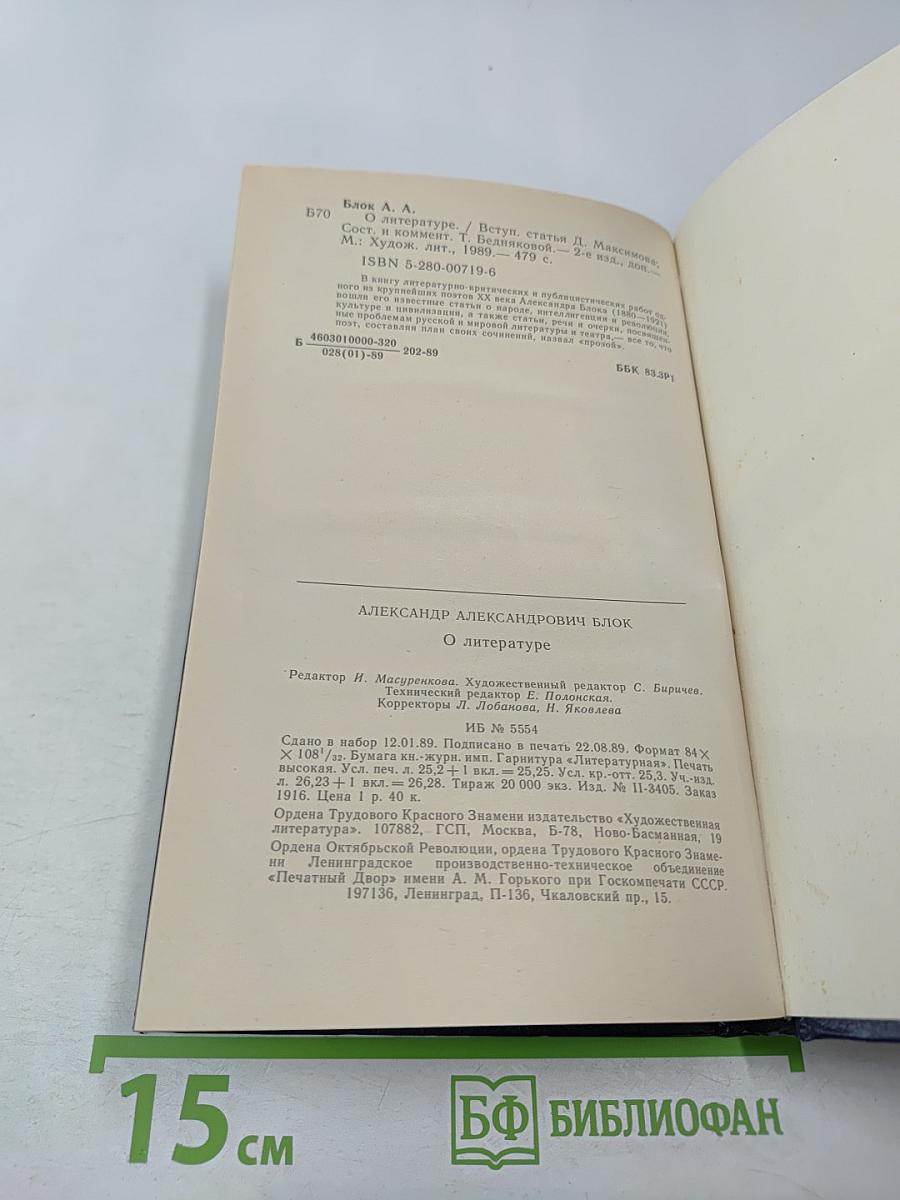 Блок А. А.
Б70 О литературе. / Вступ. статья Д. Максимова;
Сост. и коммент. Т. Бедняковой.— 2-е изд., доп.—
М.: Худож. лит., 1989.— 479 с.
ISBN 5-280-00719-6
В книгу литературно-критических и публицистических работ од-
ного из крупнейших поэтов XX века Александра Блока (1880—1921)
вошли его известные статьи о народе, интеллигенции и революции,
культуре и цивилизации, а также статьи, речи и очерки, посвящен-
ные проблемам русской и мировой литературы и театра,— все то, что
поэт, составляя план своих сочинений, назвал «прозой».
Б 4603010000-320 202-89
028(01)-89
ББК 83.3Р1
АЛЕКСАНДР АЛЕКСАНДРОВИЧ БЛОК
О литературе
Редактор И. Масуренкова. Художественный редактор С. Биричев.
Технический редактор Е. Полонская.
Корректоры Л. Лобанова, Н. Яковлева
ИБ № 5554
Сдано в набор 12.01.89. Подписано в печать 22.08.89. Формат 84×
×108¹/₃₂. Бумага кн.-журн. имп. Гарнитура «Литературная». Печать
высокая. Усл. печ. л. 25,2+1 вкл.=25,25. Усл. кр.-отт. 25,3. Уч.-изд.
л. 26,23+1 вкл.=26,28. Тираж 20 000 экз. Изд. № II-3405. Заказ
1916. Цена 1 р. 40 к.
Ордена Трудового Красного Знамени издательство «Художественная
литература». 107882, ГСП, Москва, Б-78, Ново-Басманная, 19
Ордена Октябрьской Революции, ордена Трудового Красного Знаме-
ни Ленинградское производственно-техническое объединение
«Печатный Двор» имени А. М. Горького при Госкомпечати СССР.
197136, Ленинград, П-136, Чкаловский пр., 15.
15 см
БФ БИБЛИОФАН